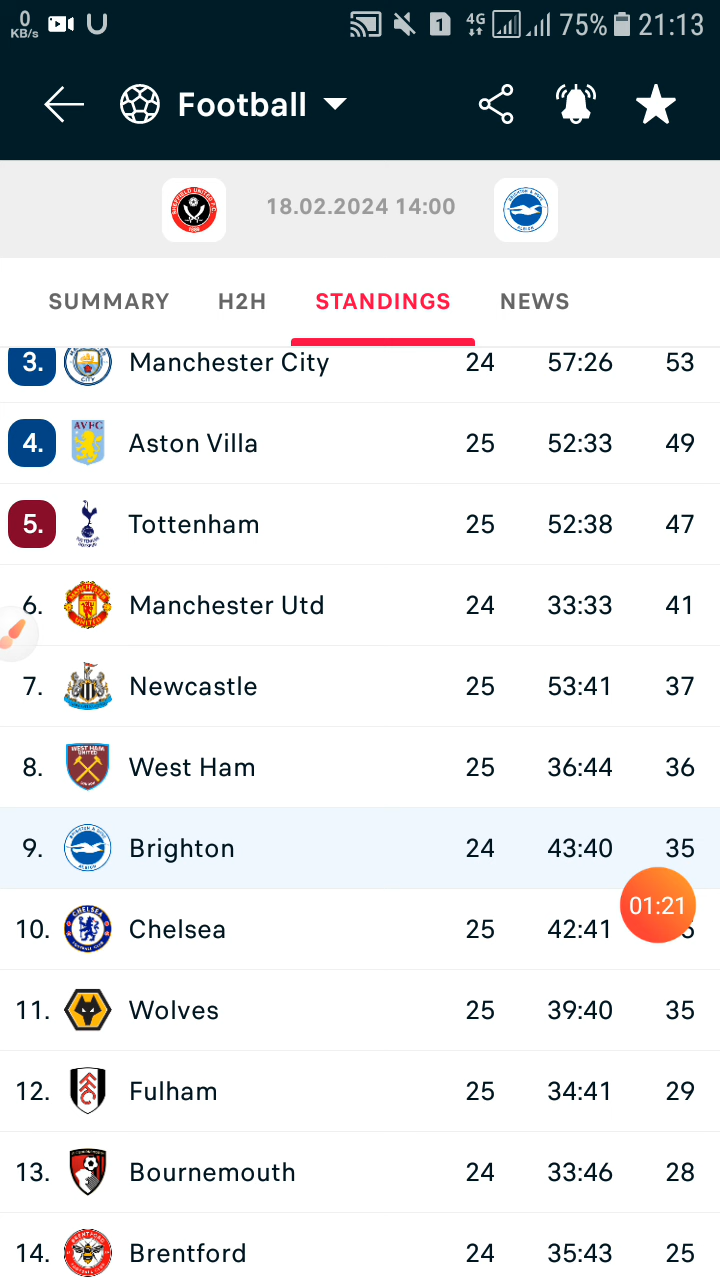 0 KB/s 1 4G 75% 21:13
Football
18.02.2024 14:00
SUMMARY H2H STANDINGS NEWS
3. Manchester City 24 57:26 53
4. Aston Villa 25 52:33 49
5. Tottenham 25 52:38 47
6. Manchester Utd 24 33:33 41
7. Newcastle 25 53:41 37
8. West Ham 25 36:44 36
9. Brighton 24 43:40 35
01:21
10. Chelsea 25 42:41
11. Wolves 25 39:40 35
12. Fulham 25 34:41 29
13. Bournemouth 24 33:46 28
14. Brentford 24 35:43 25